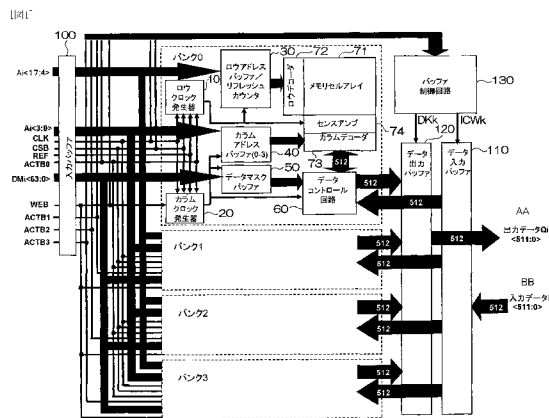 [図1]
100
バンク0
10
30
72
71
ロウアドレス
バッファ/
リフレッシュ
カウンタ
ロウデコーダ
メモリセルアレイ
バッファ
制御回路
130
Ai<17:4>
ロウ
クロック
発生器
センスアンプ
カラムデコーダ
74
DKk
ICWk
120
110
Ai<3:0>
CLK
CSB
REF
ACTB0
DMi<63:0>
入力バッファ
カラム
アドレス
バッファ(0-3)
40
73
512
50
データマスク
バッファ
データ
コントロール
回路
60
512
512
データ出力バッファ
データ入力バッファ
WEB
ACTB1
ACTB2
ACTB3
カラムクロック
発生器
20
AA
512
出力データQi
<511:0>
バンク1
512
512
BB
入力データI
<511:0>
512
バンク2
512
512
バンク3
512
512